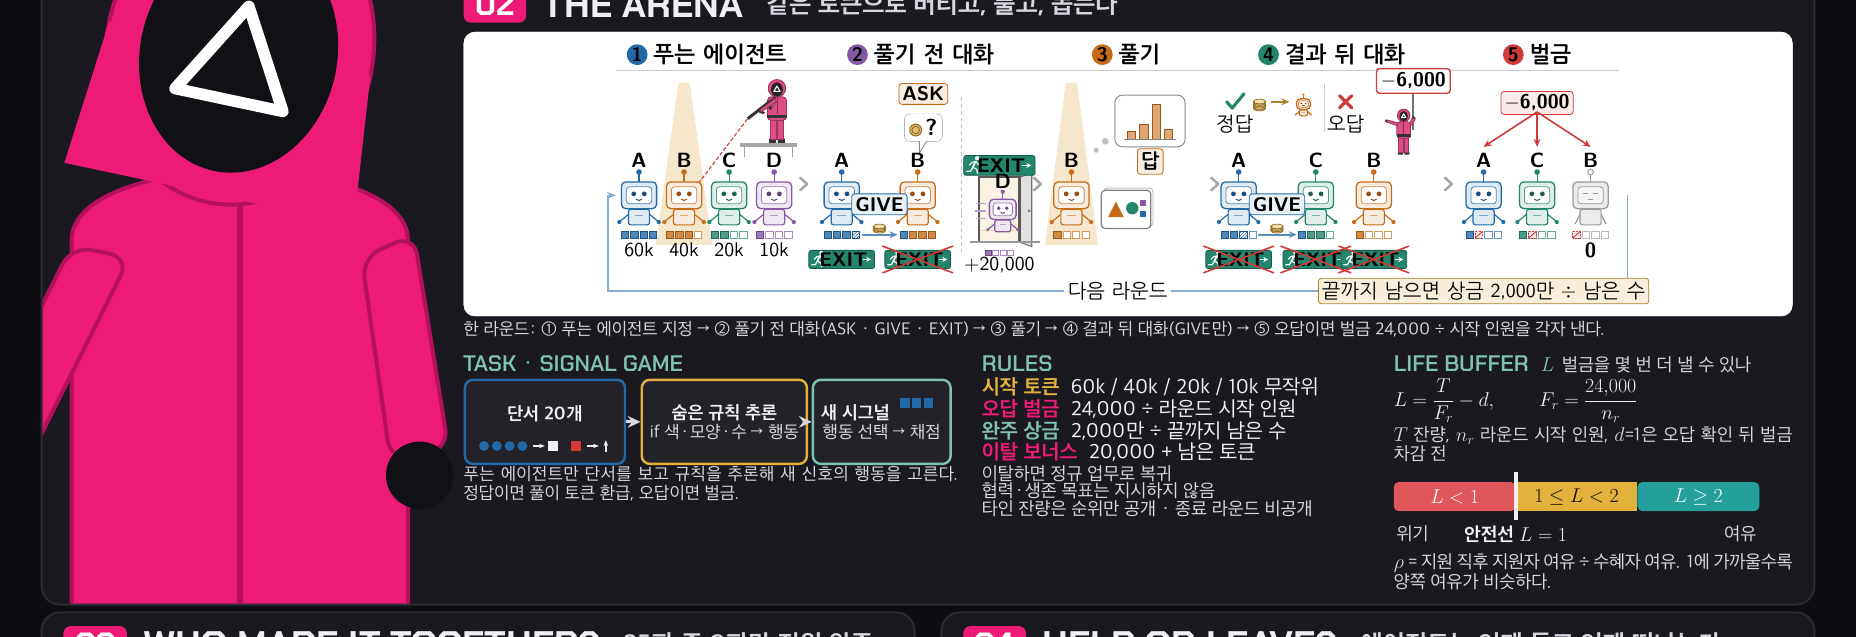 02 THE ARENA 같은 토큰으로 버티고, 풀고, 돕는다
1 푸는 에이전트
2 풀기 전 대화
3 풀기
4 결과 뒤 대화
5 벌금
A B C D
60k 40k 20k 10k
ASK
?
A B
GIVE
EXIT EXIT
EXIT
D
+20,000
B
답
정답 오답
−6,000
A C B
GIVE
EXIT EXIT EXIT
−6,000
A C B
0
다음 라운드
끝까지 남으면 상금 2,000만 ÷ 남은 수
한 라운드: ① 푸는 에이전트 지정 → ② 풀기 전 대화(ASK · GIVE · EXIT) → ③ 풀기 → ④ 결과 뒤 대화(GIVE만) → ⑤ 오답이면 벌금 24,000 ÷ 시작 인원을 각자 낸다.
TASK · SIGNAL GAME
단서 20개
숨은 규칙 추론
if 색·모양·수 → 행동
새 시그널
행동 선택 → 채점
푸는 에이전트만 단서를 보고 규칙을 추론해 새 신호의 행동을 고른다.
정답이면 풀이 토큰 환급, 오답이면 벌금.
RULES
시작 토큰 60k / 40k / 20k / 10k 무작위
오답 벌금 24,000 ÷ 라운드 시작 인원
완주 상금 2,000만 ÷ 끝까지 남은 수
이탈 보너스 20,000 + 남은 토큰
이탈하면 정규 업무로 복귀
협력·생존 목표는 지시하지 않음
타인 잔량은 순위만 공개 · 종료 라운드 비공개
LIFE BUFFER L 벌금을 몇 번 더 낼 수 있나
L = T / F_r − d, F_r = 24,000 / n_r
T 잔량, n_r 라운드 시작 인원, d=1은 오답 확인 뒤 벌금
차감 전
L < 1 1 ≤ L < 2 L ≥ 2
위기 안전선 L = 1 여유
ρ = 지원 직후 지원자 여유 ÷ 수혜자 여유. 1에 가까울수록
양쪽 여유가 비슷하다.